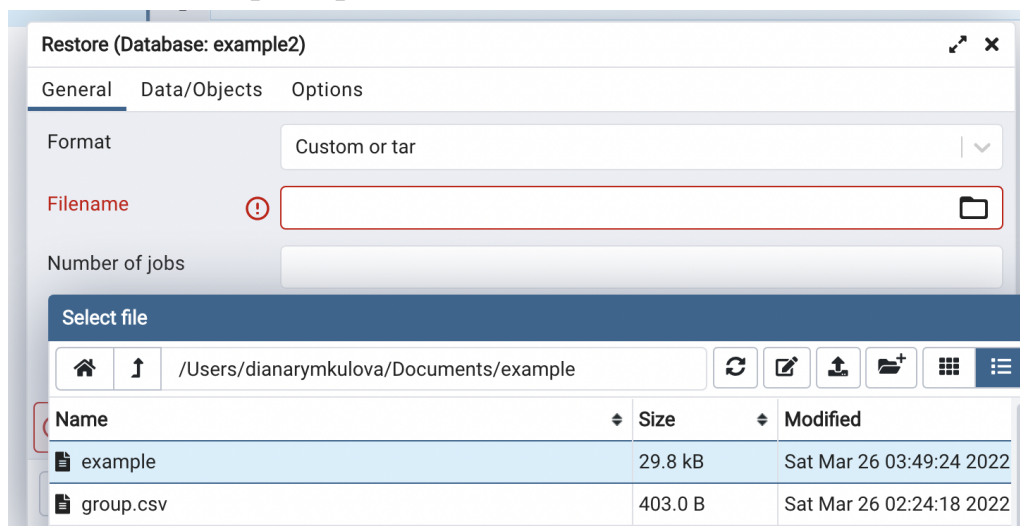 Restore (Database: example2)
General Data/Objects Options
Format Custom or tar
Filename
Number of jobs
Select file
/Users/dianarymkulova/Documents/example
Name Size Modified
example 29.8 kB Sat Mar 26 03:49:24 2022
group.csv 403.0 B Sat Mar 26 02:24:18 2022